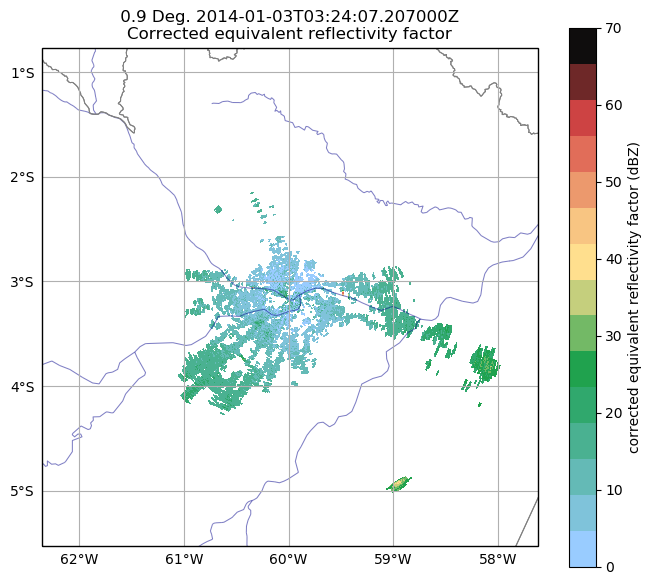 0.9 Deg. 2014-01-03T03:24:07.207000Z
Corrected equivalent reflectivity factor
1°S
2°S
3°S
4°S
5°S
62°W 61°W 60°W 59°W 58°W
70
60
50
40
30
20
10
0
corrected equivalent reflectivity factor (dBZ)